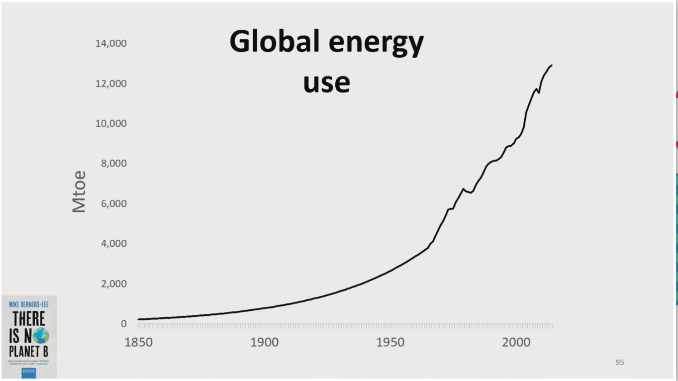 Global energy
use
14,000
12,000
10,000
8,000
6,000
4,000
2,000
0
Mtoe
1850
1900
1950
2000
MIKE BERNERS-LEE
THERE
IS NO
PLANET B
95